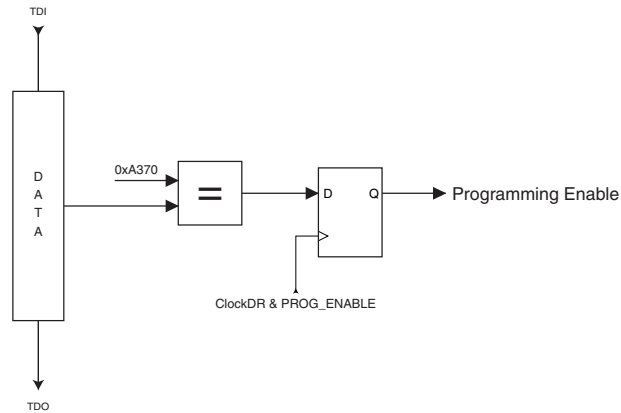 TDI
D
A
T
A
0xA370
=
D
Q
Programming Enable
ClockDR & PROG_ENABLE
TDO